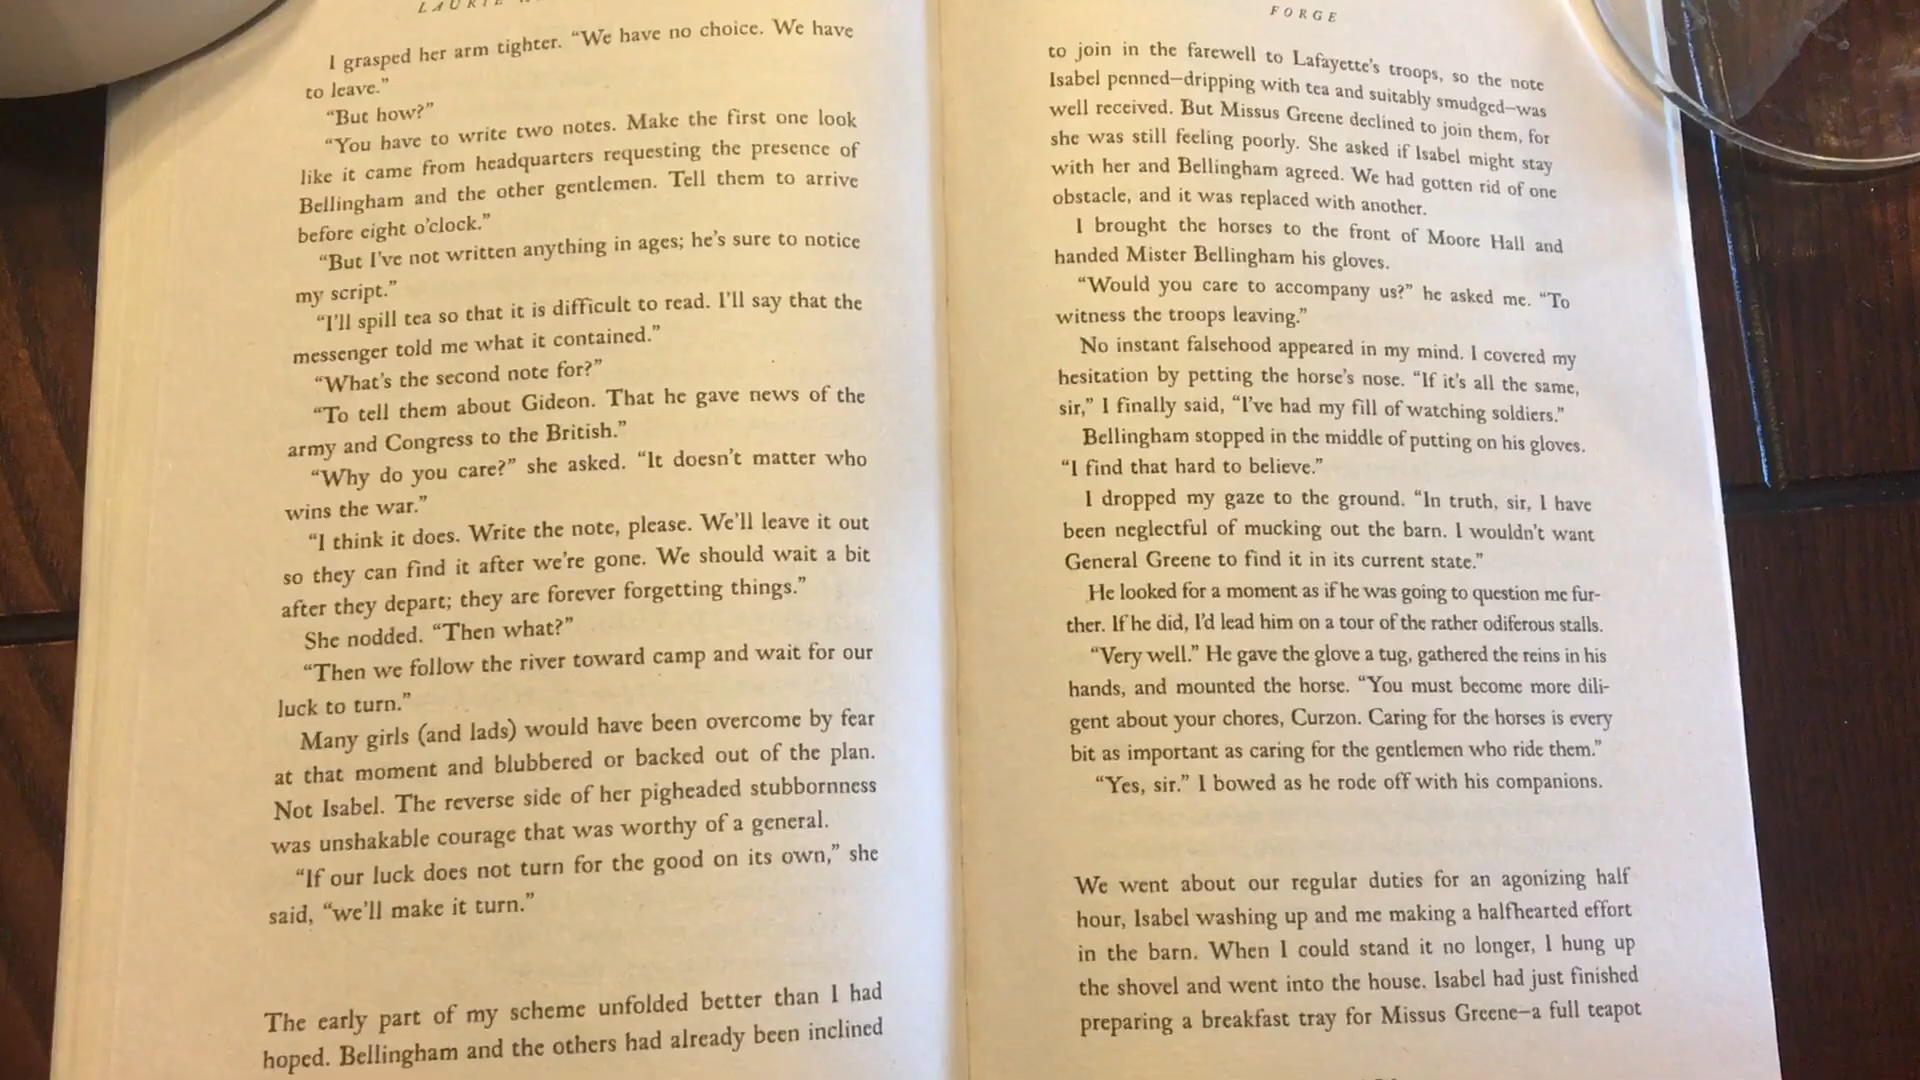 LAURIE
I grasped her arm tighter. “We have no choice. We have
to leave.”
“But how?”
“You have to write two notes. Make the first one look
like it came from headquarters requesting the presence of
Bellingham and the other gentlemen. Tell them to arrive
before eight o’clock.”
“But I’ve not written anything in ages; he’s sure to notice
my script.”
“I’ll spill tea so that it is difficult to read. I’ll say that the
messenger told me what it contained.”
“What’s the second note for?”
“To tell them about Gideon. That he gave news of the
army and Congress to the British.”
“Why do you care?” she asked. “It doesn’t matter who
wins the war.”
“I think it does. Write the note, please. We’ll leave it out
so they can find it after we’re gone. We should wait a bit
after they depart; they are forever forgetting things.”
She nodded. “Then what?”
“Then we follow the river toward camp and wait for our
luck to turn.”
Many girls (and lads) would have been overcome by fear
at that moment and blubbered or backed out of the plan.
Not Isabel. The reverse side of her pigheaded stubbornness
was unshakable courage that was worthy of a general.
“If our luck does not turn for the good on its own,” she
said, “we’ll make it turn.”
The early part of my scheme unfolded better than I had
hoped. Bellingham and the others had already been inclined
FORGE
to join in the farewell to Lafayette’s troops, so the note
Isabel penned—dripping with tea and suitably smudged—was
well received. But Missus Greene declined to join them, for
she was still feeling poorly. She asked if Isabel might stay
with her and Bellingham agreed. We had gotten rid of one
obstacle, and it was replaced with another.
I brought the horses to the front of Moore Hall and
handed Mister Bellingham his gloves.
“Would you care to accompany us?” he asked me. “To
witness the troops leaving.”
No instant falsehood appeared in my mind. I covered my
hesitation by petting the horse’s nose. “If it’s all the same,
sir,” I finally said, “I’ve had my fill of watching soldiers.”
Bellingham stopped in the middle of putting on his gloves.
“I find that hard to believe.”
I dropped my gaze to the ground. “In truth, sir, I have
been neglectful of mucking out the barn. I wouldn’t want
General Greene to find it in its current state.”
He looked for a moment as if he was going to question me fur-
ther. If he did, I’d lead him on a tour of the rather odiferous stalls.
“Very well.” He gave the glove a tug, gathered the reins in his
hands, and mounted the horse. “You must become more dili-
gent about your chores, Curzon. Caring for the horses is every
bit as important as caring for the gentlemen who ride them.”
“Yes, sir.” I bowed as he rode off with his companions.
We went about our regular duties for an agonizing half
hour, Isabel washing up and me making a halfhearted effort
in the barn. When I could stand it no longer, I hung up
the shovel and went into the house. Isabel had just finished
preparing a breakfast tray for Missus Greene—a full teapot